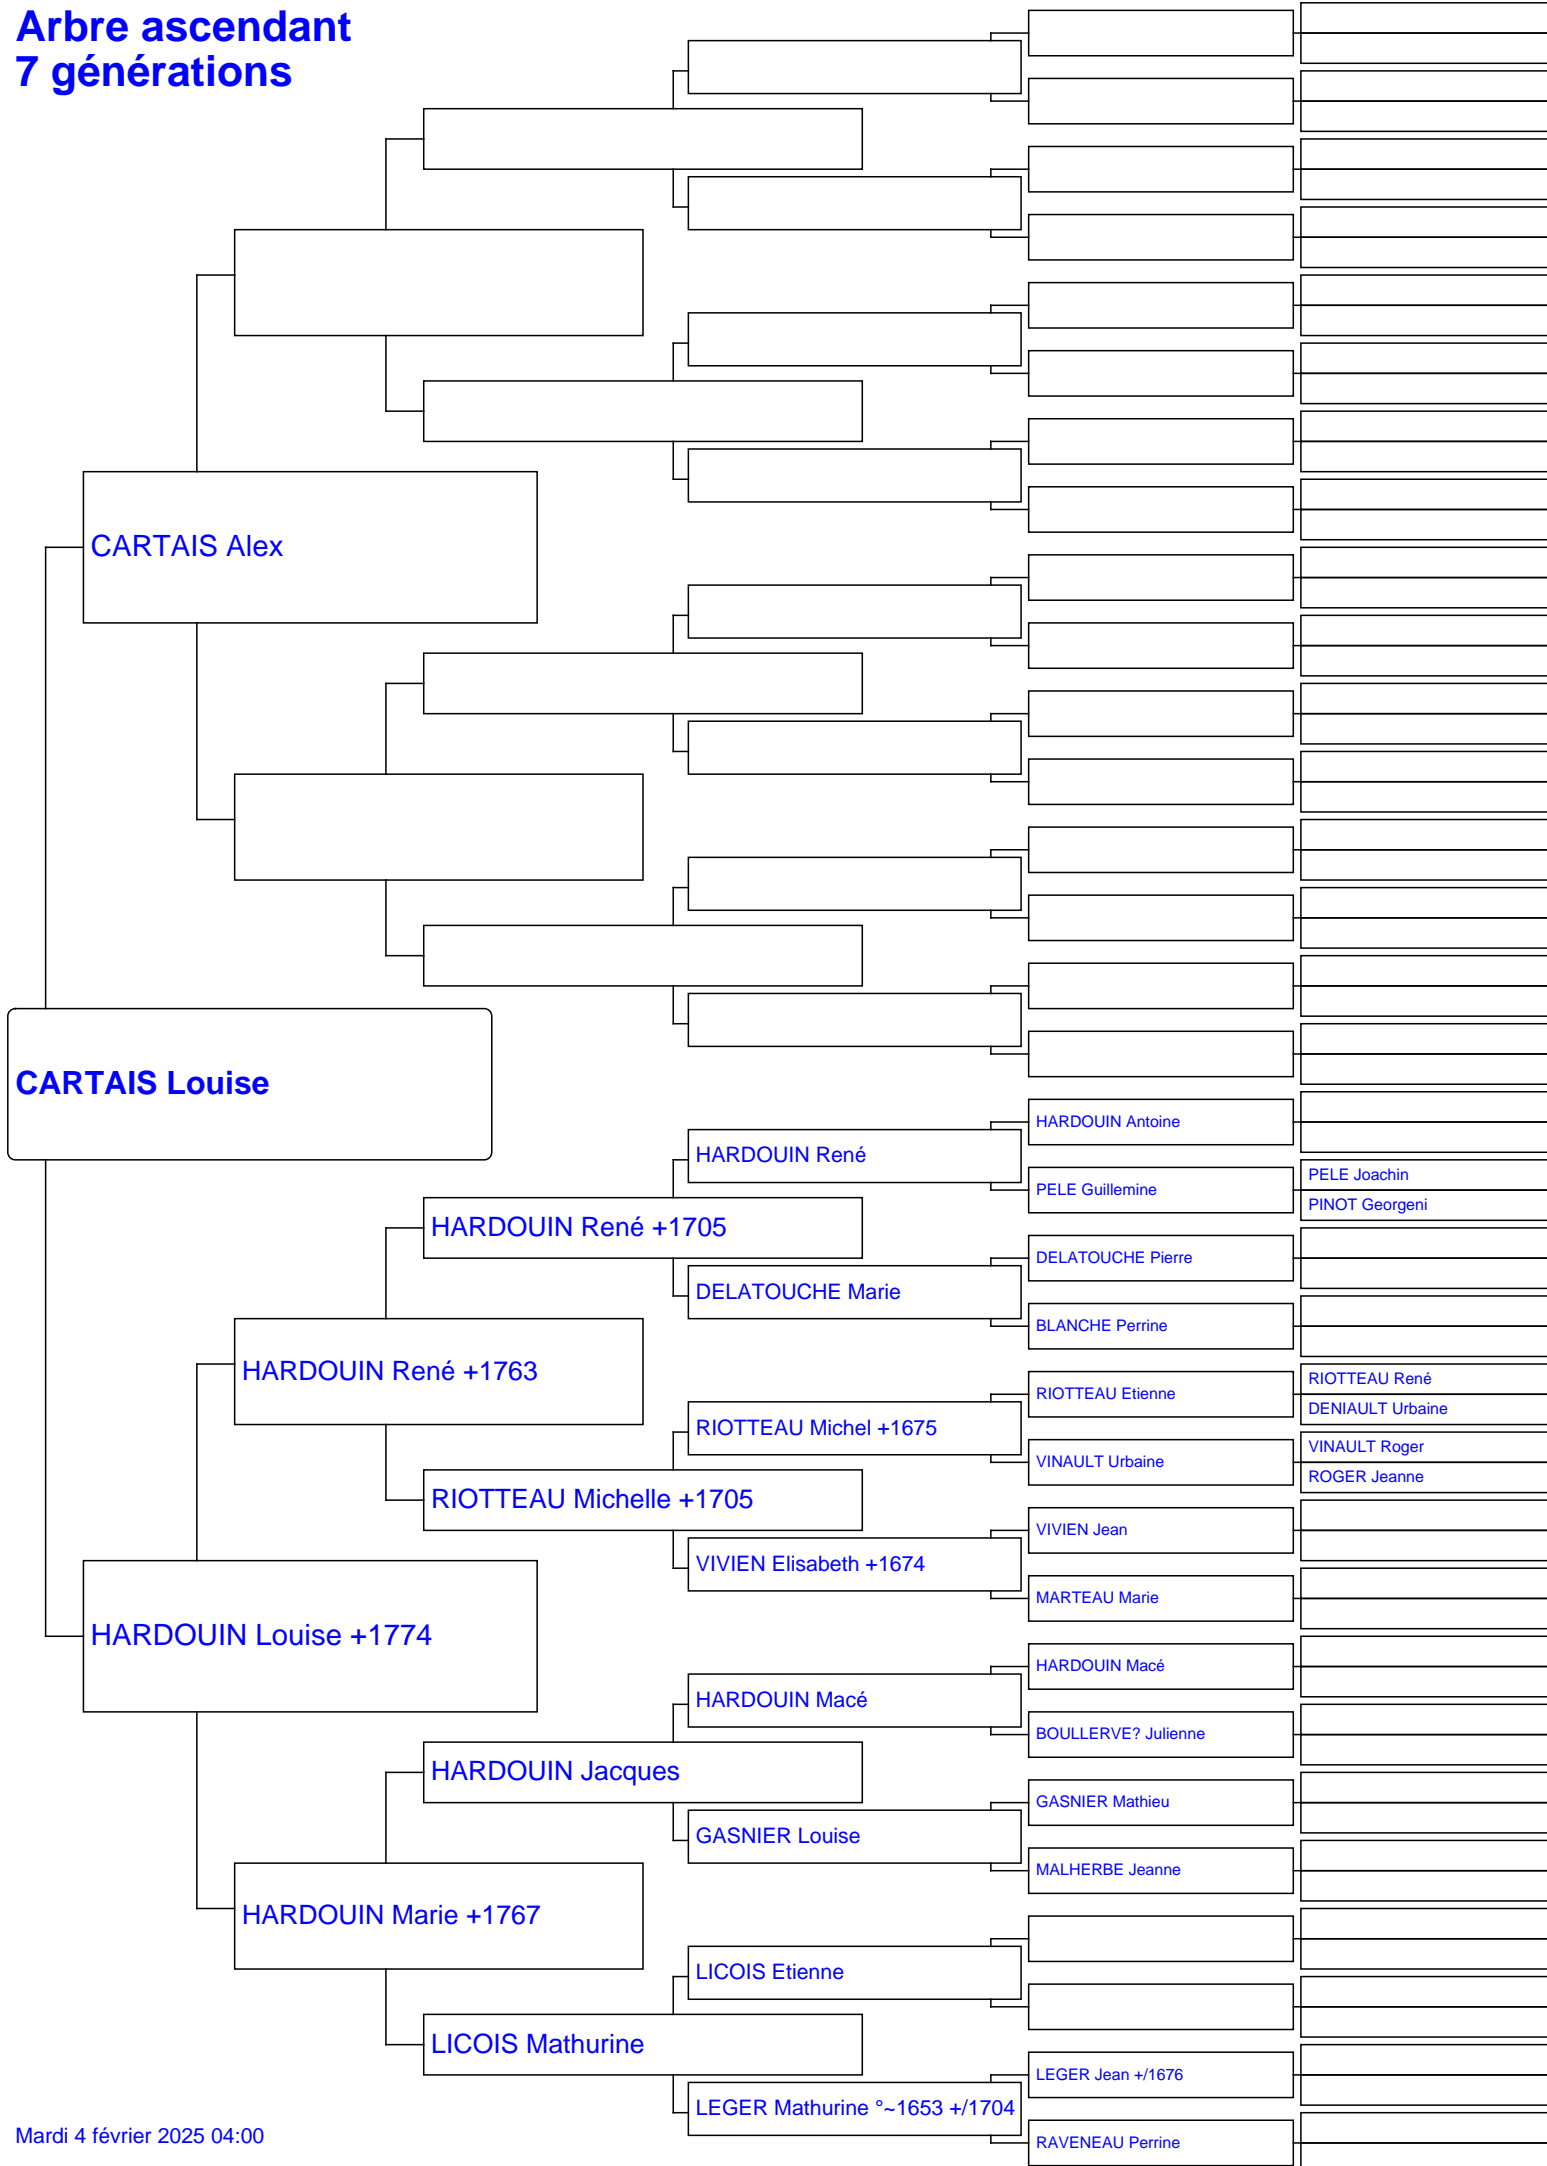 Arbre ascendant
7 générations
CARTAIS Alex
CARTAIS Louise
HARDOUIN Antoine
HARDOUIN René
PELE Joachin
PELE Guillemine
PINOT Georgeni
HARDOUIN René +1705
DELATOUCHE Pierre
DELATOUCHE Marie
BLANCHE Perrine
HARDOUIN René +1763
RIOTTEAU René
RIOTTEAU Etienne
DENIAULT Urbaine
RIOTTEAU Michel +1675
VINAULT Roger
VINAULT Urbaine
ROGER Jeanne
RIOTTEAU Michelle +1705
VIVIEN Jean
VIVIEN Elisabeth +1674
MARTEAU Marie
HARDOUIN Louise +1774
HARDOUIN Macé
HARDOUIN Macé
BOULLERVE? Julienne
HARDOUIN Jacques
GASNIER Mathieu
GASNIER Louise
MALHERBE Jeanne
HARDOUIN Marie +1767
LICOIS Etienne
LICOIS Mathurine
LEGER Jean +/1676
LEGER Mathurine °~1653 +/1704
RAVENEAU Perrine
Mardi 4 février 2025 04:00